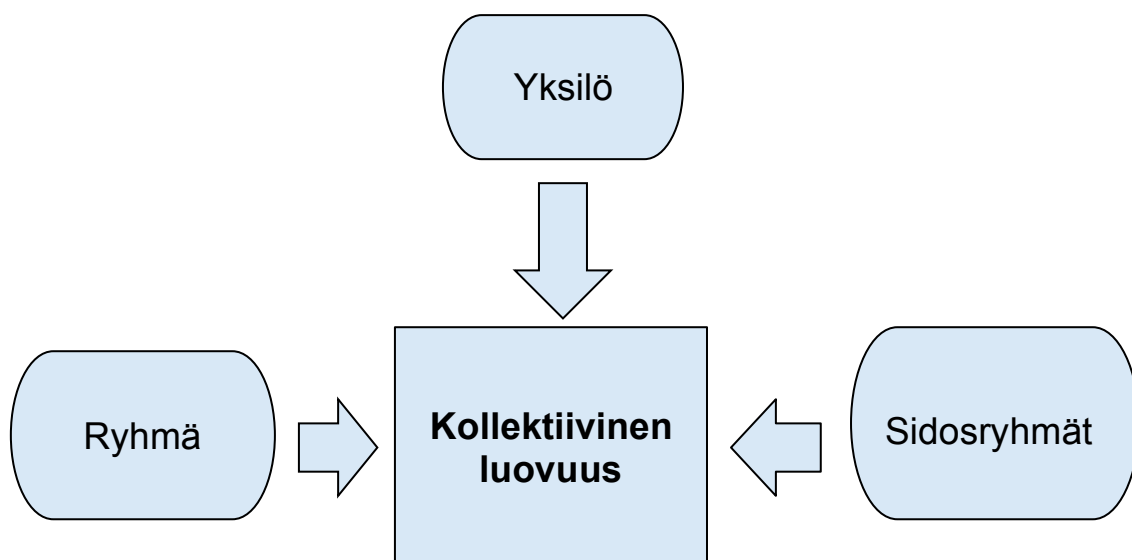 Yksilö
Ryhmä
Kollektiivinen
luovuus
Sidosryhmät